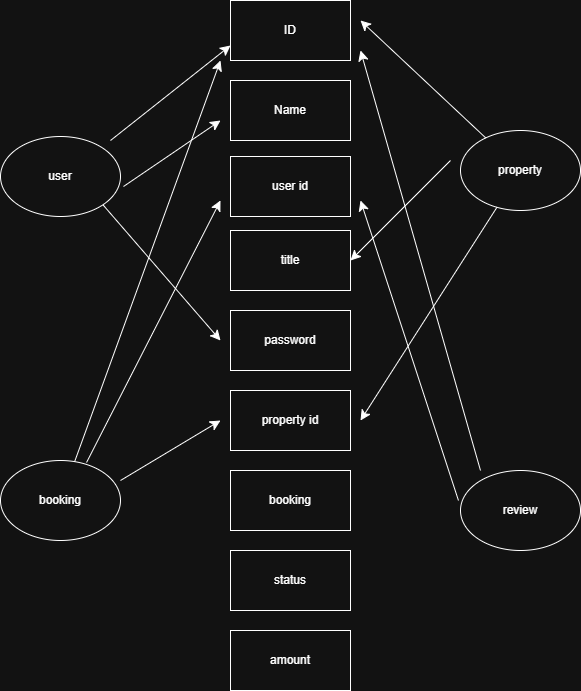 ID
Name
user id
user
property
title
password
property id
booking
booking
review
status
amount